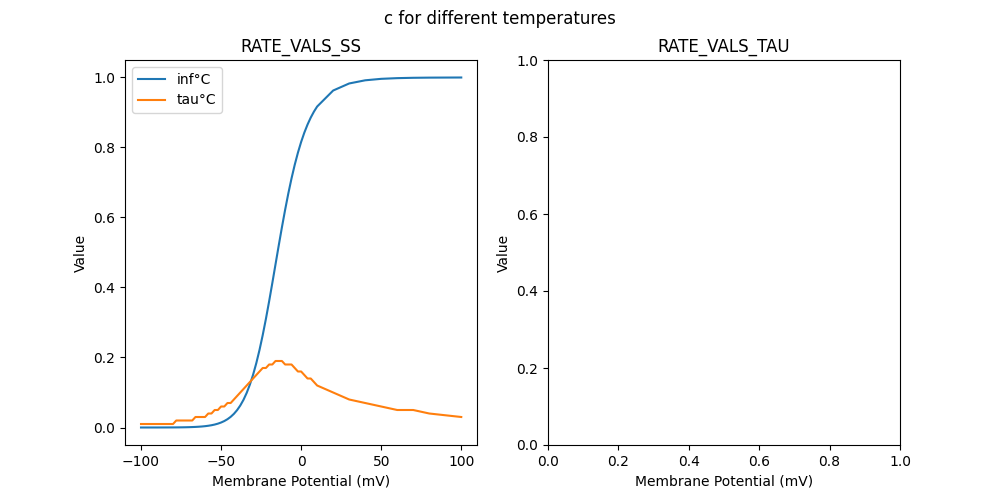 c for different temperatures
RATE_VALS_SS
1.0
0.8
0.6
0.4
0.2
0.0
Value
inf°C
tau°C
−100
−50
0
50
100
Membrane Potential (mV)
RATE_VALS_TAU
1.0
0.8
0.6
0.4
0.2
0.0
Value
0.0
0.2
0.4
0.6
0.8
1.0
Membrane Potential (mV)